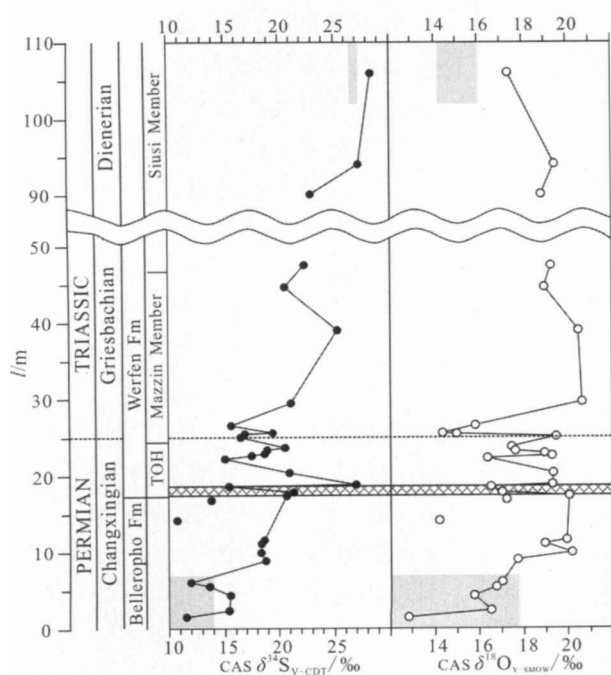 10 15 20 25 14 16 18 20
110
100
90
50
40
30
20
10
0
l/m
TRIASSIC
PERMIAN
Dienerian
Griesbachian
Changxingian
Werfen Fm
Belleropho Fm
Siusi Member
Mazzin Member
TOH
10 15 20 25 14 16 18 20
CAS δ³⁴S V-CDT/‰ CAS δ¹⁸O V-SMOW/‰